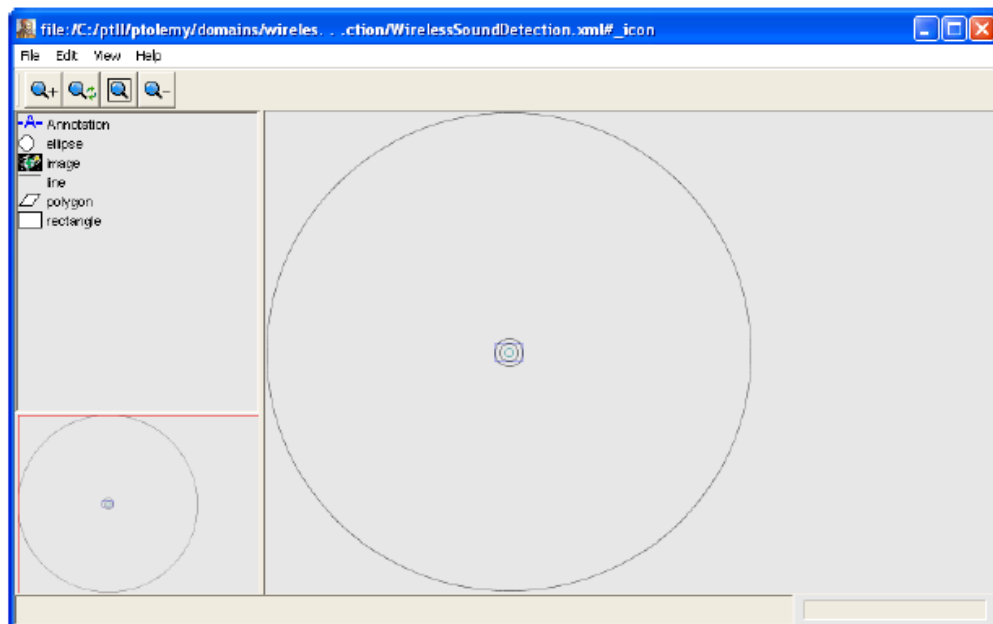 file:/C:/ptII/ptolemy/domains/wireles. . .ction/WirelessSoundDetection.xml#_icon
File Edit View Help
Annotation
ellipse
image
line
polygon
rectangle